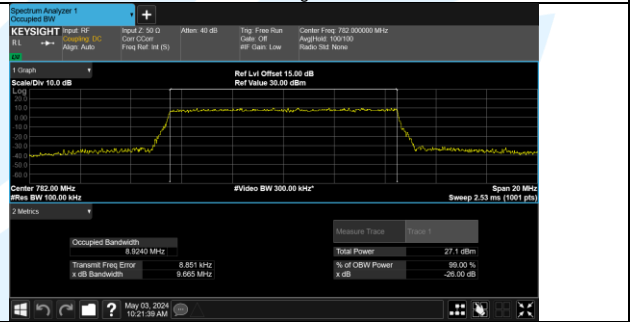 Spectrum Analyzer 1
Occupied BW
+
KEYSIGHT Input: RF Input Z: 50 Ω Atten: 40 dB Trig: Free Run Center Freq: 782.000000 MHz
RL Coupling: DC Corr CCorr Gate: Off Avg|Hold: 100/100
Align: Auto Freq Ref: Int (S) #IF Gain: Low Radio Std: None
1 Graph
Ref Lvl Offset 15.00 dB
Scale/Div 10.0 dB Ref Value 30.00 dBm
Log
20.0
10.0
0.00
-10.0
-20.0
-30.0
-40.0
-50.0
-60.0
Center 782.00 MHz #Video BW 300.00 kHz* Span 20 MHz
#Res BW 100.00 kHz Sweep 2.53 ms (1001 pts)
2 Metrics
Measure Trace Trace 1
Occupied Bandwidth
8.9240 MHz Total Power 27.1 dBm
Transmit Freq Error 8.851 kHz % of OBW Power 99.00 %
x dB Bandwidth 9.665 MHz x dB -26.00 dB
? May 03, 2024
10:21:39 AM